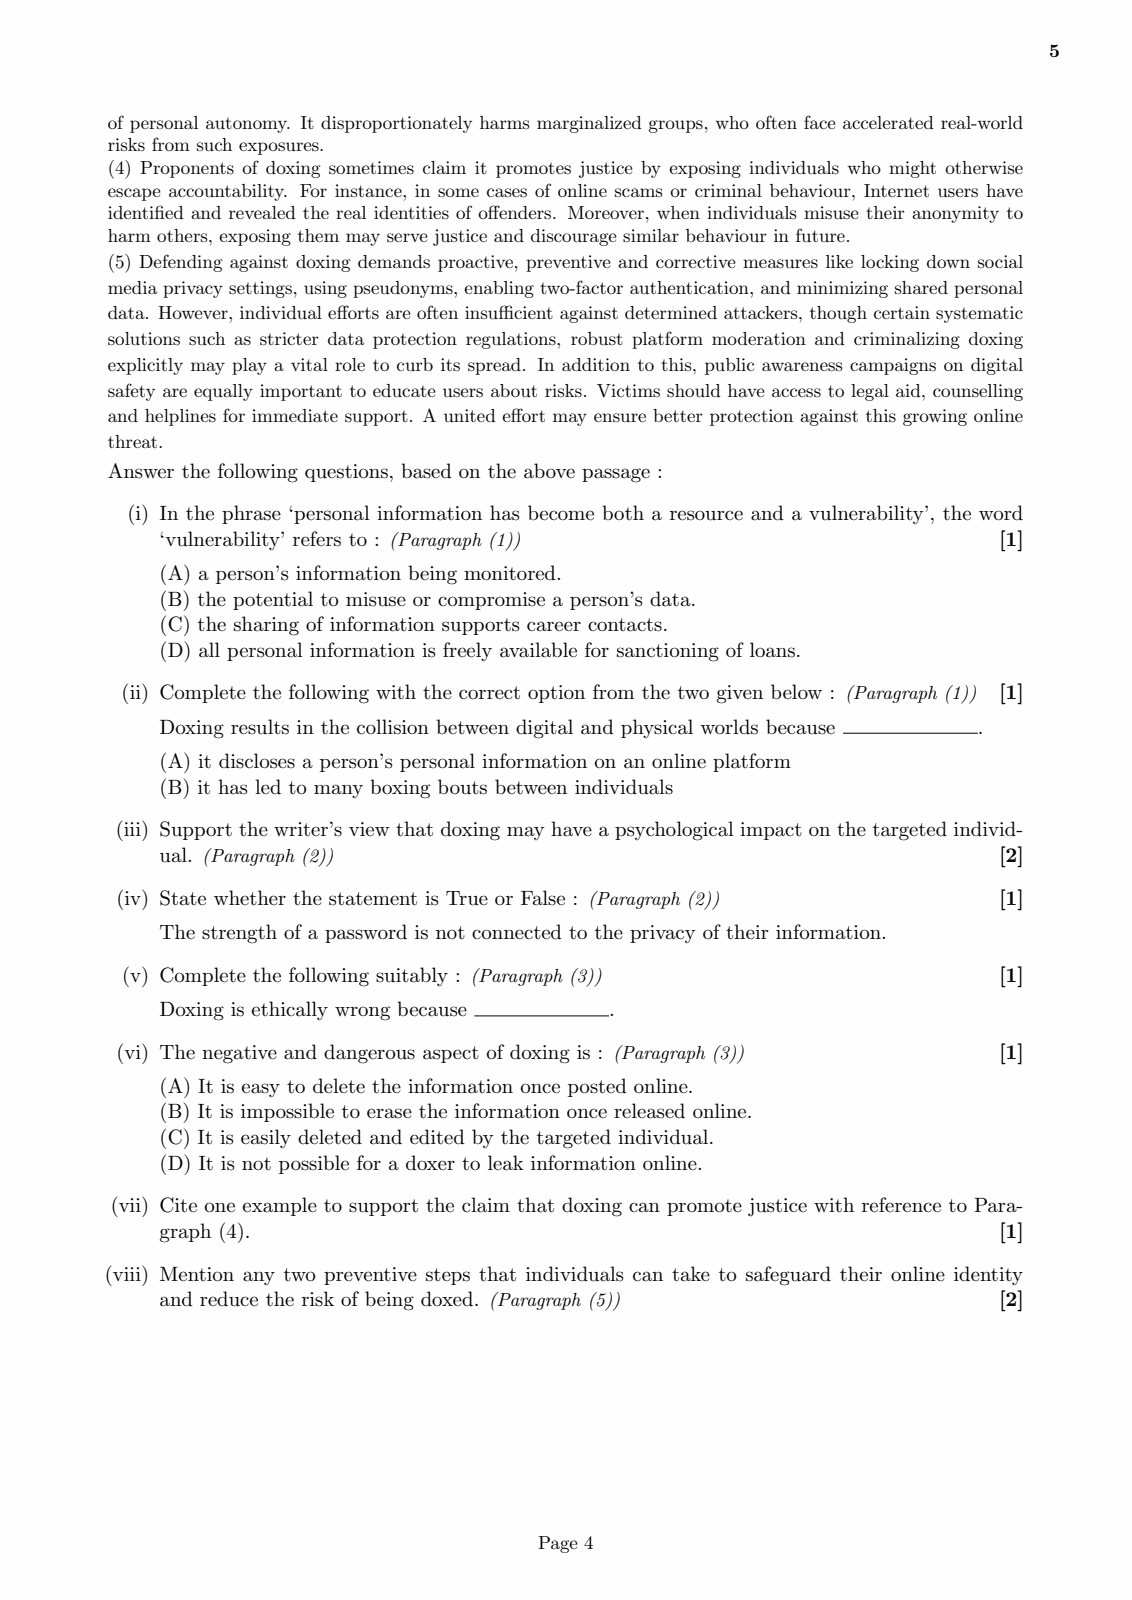 5
of personal autonomy. It disproportionately harms marginalized groups, who often face accelerated real-world
risks from such exposures.
(4) Proponents of doxing sometimes claim it promotes justice by exposing individuals who might otherwise
escape accountability. For instance, in some cases of online scams or criminal behaviour, Internet users have
identified and revealed the real identities of offenders. Moreover, when individuals misuse their anonymity to
harm others, exposing them may serve justice and discourage similar behaviour in future.
(5) Defending against doxing demands proactive, preventive and corrective measures like locking down social
media privacy settings, using pseudonyms, enabling two-factor authentication, and minimizing shared personal
data. However, individual efforts are often insufficient against determined attackers, though certain systematic
solutions such as stricter data protection regulations, robust platform moderation and criminalizing doxing
explicitly may play a vital role to curb its spread. In addition to this, public awareness campaigns on digital
safety are equally important to educate users about risks. Victims should have access to legal aid, counselling
and helplines for immediate support. A united effort may ensure better protection against this growing online
threat.
Answer the following questions, based on the above passage :
(i) In the phrase ‘personal information has become both a resource and a vulnerability’, the word
‘vulnerability’ refers to : (Paragraph (1)) [1]
(A) a person’s information being monitored.
(B) the potential to misuse or compromise a person’s data.
(C) the sharing of information supports career contacts.
(D) all personal information is freely available for sanctioning of loans.
(ii) Complete the following with the correct option from the two given below : (Paragraph (1)) [1]
Doxing results in the collision between digital and physical worlds because ____________.
(A) it discloses a person’s personal information on an online platform
(B) it has led to many boxing bouts between individuals
(iii) Support the writer’s view that doxing may have a psychological impact on the targeted individ-
ual. (Paragraph (2)) [2]
(iv) State whether the statement is True or False : (Paragraph (2)) [1]
The strength of a password is not connected to the privacy of their information.
(v) Complete the following suitably : (Paragraph (3)) [1]
Doxing is ethically wrong because ____________.
(vi) The negative and dangerous aspect of doxing is : (Paragraph (3)) [1]
(A) It is easy to delete the information once posted online.
(B) It is impossible to erase the information once released online.
(C) It is easily deleted and edited by the targeted individual.
(D) It is not possible for a doxer to leak information online.
(vii) Cite one example to support the claim that doxing can promote justice with reference to Para-
graph (4). [1]
(viii) Mention any two preventive steps that individuals can take to safeguard their online identity
and reduce the risk of being doxed. (Paragraph (5)) [2]
Page 4